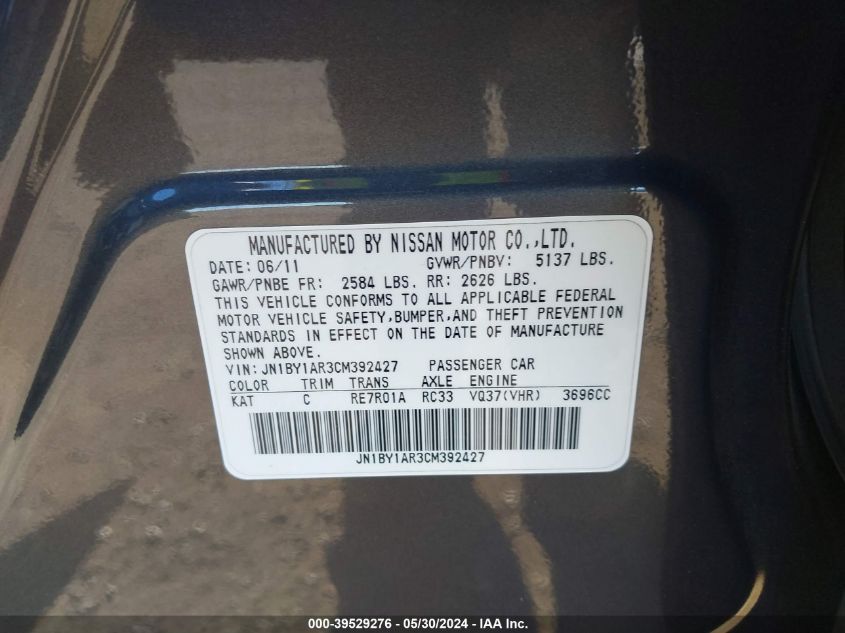 MANUFACTURED BY NISSAN MOTOR CO.,LTD.
DATE: 06/11 GVWR/PNBV: 5137 LBS.
GAWR/PNBE FR: 2584 LBS. RR: 2626 LBS.
THIS VEHICLE CONFORMS TO ALL APPLICABLE FEDERAL
MOTOR VEHICLE SAFETY,BUMPER,AND THEFT PREVENTION
STANDARDS IN EFFECT ON THE DATE OF MANUFACTURE
SHOWN ABOVE.
VIN: JN1BY1AR3CM392427 PASSENGER CAR
COLOR TRIM TRANS AXLE ENGINE
KAT C RE7R01A RC33 VQ37(VHR) 3696CC
JN1BY1AR3CM392427
000-39529276 - 05/30/2024 - IAA Inc.